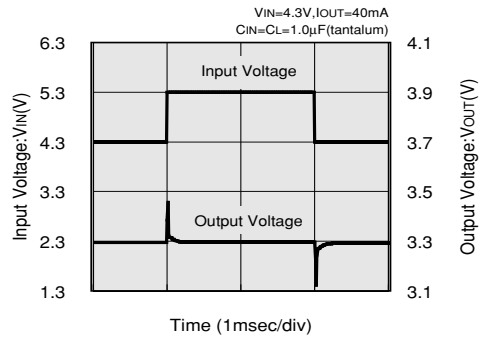 VIN=4.3V,IOUT=40mA
CIN=CL=1.0µF(tantalum)
6.3
5.3
4.3
3.3
2.3
1.3
Input Voltage:VIN(V)
Input Voltage
Output Voltage
4.1
3.9
3.7
3.5
3.3
3.1
Output Voltage:VOUT(V)
Time (1msec/div)